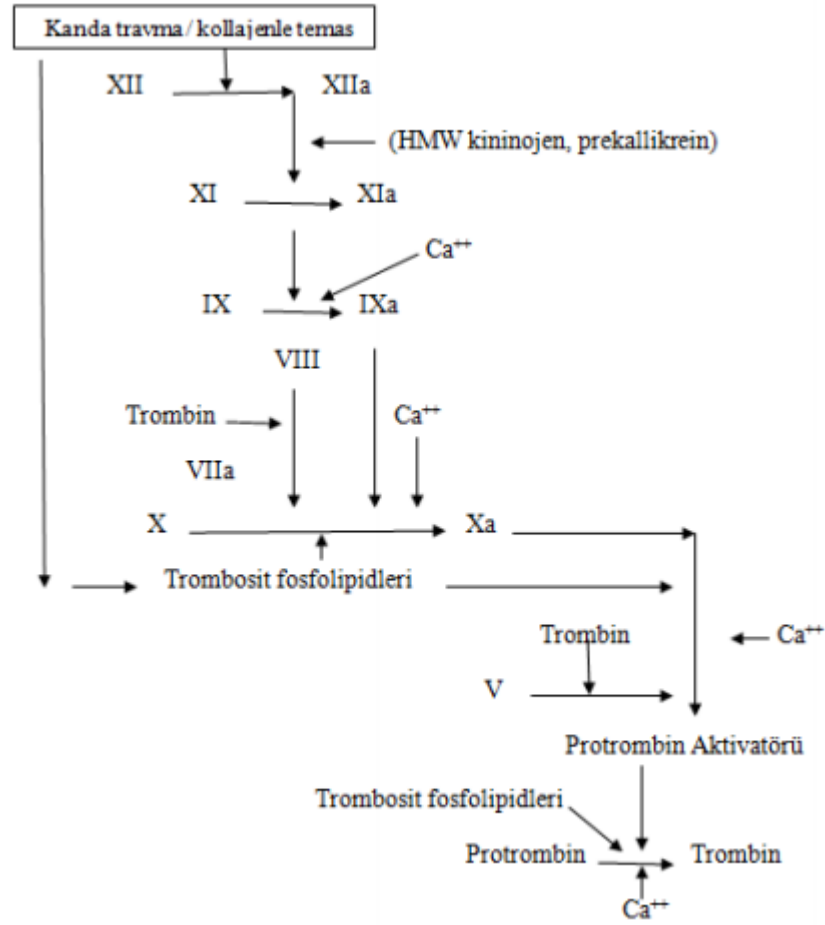 Kanda travma / kollajenle temas
XII XIIa
(HMW kininojen, prekallikrein)
XI XIa
Ca⁺⁺
IX IXa
VIII
Trombin Ca⁺⁺
VIIa
X Xa
Trombosit fosfolipidleri
Trombin Ca⁺⁺
V
Protrombin Aktivatörü
Trombosit fosfolipidleri
Protrombin Trombin
Ca⁺⁺